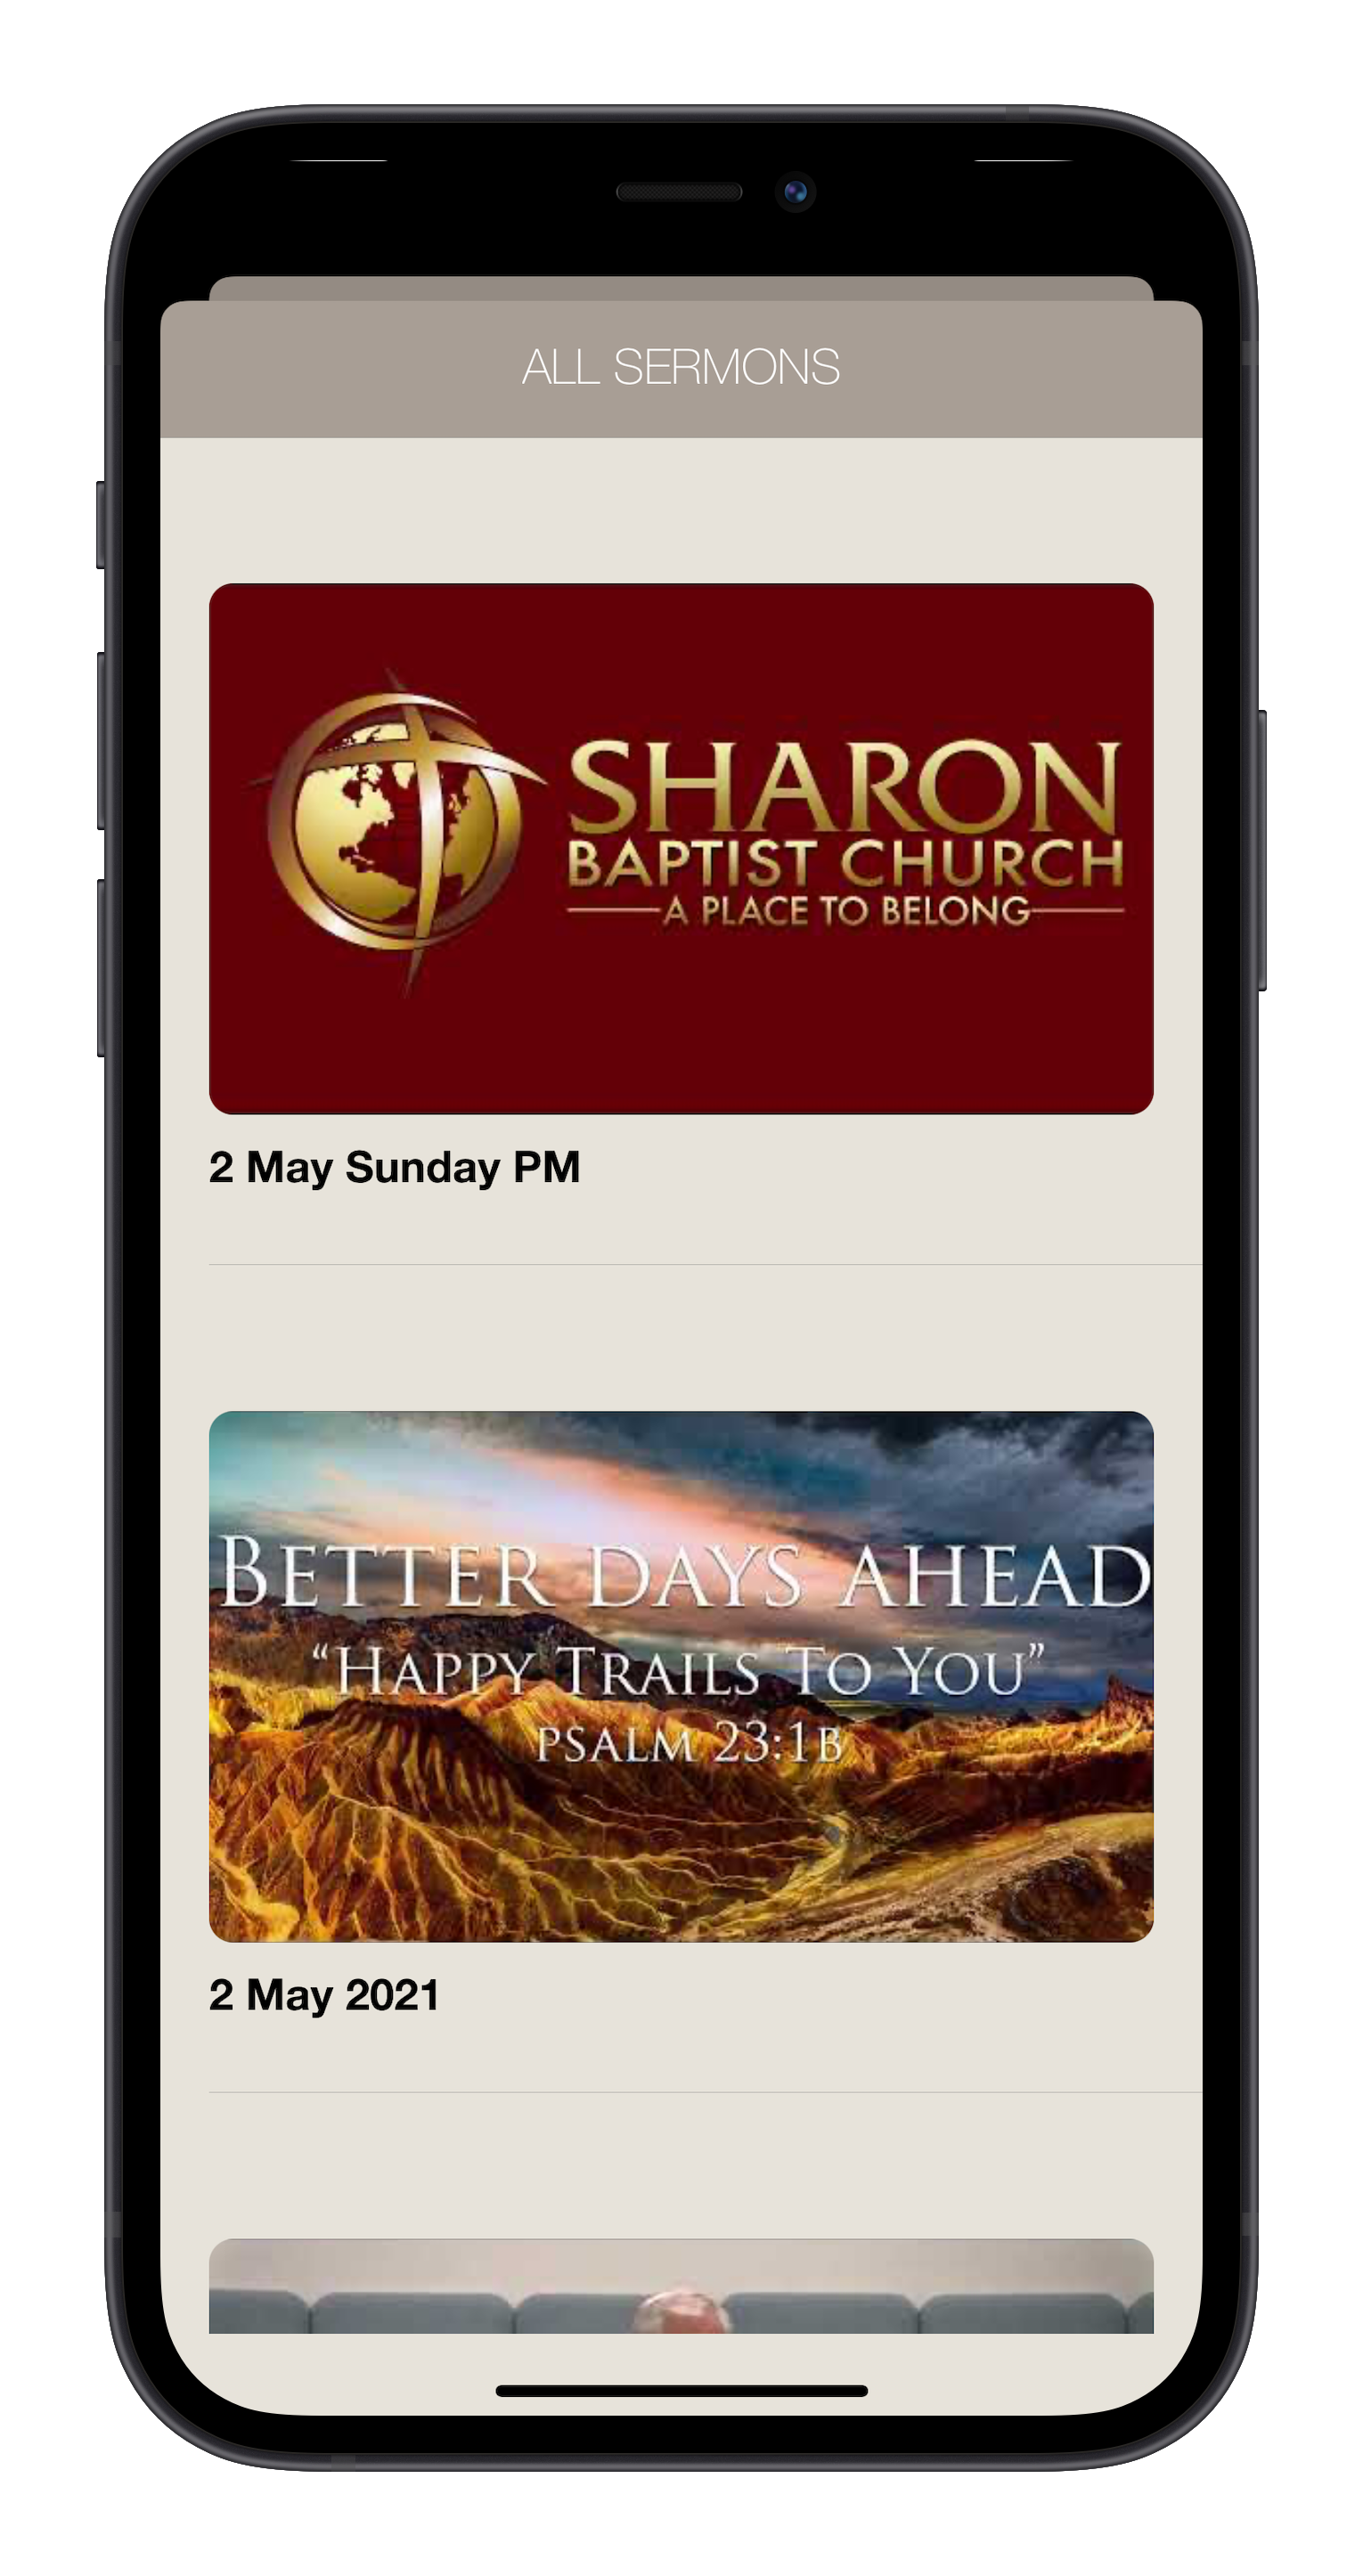 ALL SERMONS
SHARON
BAPTIST CHURCH
A PLACE TO BELONG
2 May Sunday PM
BETTER DAYS AHEAD
“HAPPY TRAILS TO YOU”
PSALM 23:1B
2 May 2021